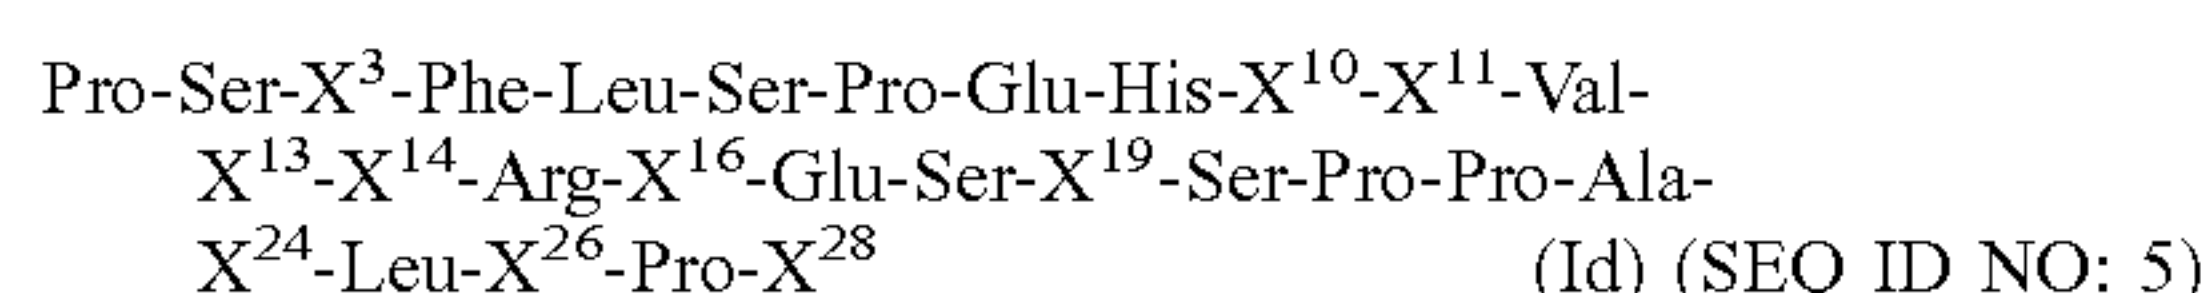 Pro-Ser-X³-Phe-Leu-Ser-Pro-Glu-His-X¹⁰-X¹¹-Val-
X¹³-X¹⁴-Arg-X¹⁶-Glu-Ser-X¹⁹-Ser-Pro-Pro-Ala-
X²⁴-Leu-X²⁶-Pro-X²⁸ (Id) (SEQ ID NO: 5)